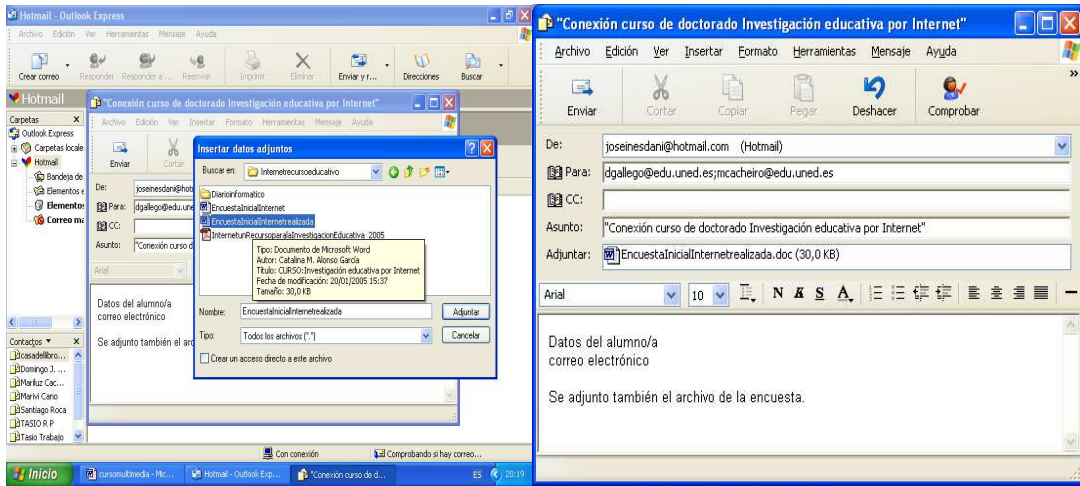 Hotmail - Outlook Express
Archivo Edición Ver Herramientas Mensaje Ayuda
Crear correo Responder Responder a ... Reenviar Imprimir Eliminar Enviar y r... Direcciones Buscar
Hotmail
Carpetas X
Outlook Express
Carpetas locale
Hotmail
Bandeja de
Elementos e
Elementos
Correo ma
Contactos X
casadellibro...
Domingo J. ...
Mariluz Cac...
Marivi Cano
Santiago Roca
TASIO R P
Tasio Trabajo
"Conexión curso de doctorado Investigación educativa por Internet"
Archivo Edición Ver Insertar Formato Herramientas Mensaje Ayuda
Enviar Cortar
De: joseinesdani@hotm
Para: dgallego@edu.une
CC:
Asunto: "Conexión curso d
Arial
Datos del alumno/a
correo electrónico
Se adjunto también el arc
Insertar datos adjuntos
Buscar en: Internetrecursoeducativo
Diarioinformatico
EncuestaInicialInternet
EncuestaInicialInternetrealizada
InternetunRecursoparalaInvestigacionEducativa_2005
Tipo: Documento de Microsoft Word
Autor: Catalina M. Alonso García
Título: CURSO:Investigación educativa por Internet
Fecha de modificación: 20/01/2005 15:37
Tamaño: 30,0 KB
Nombre: EncuestaInicialInternetrealizada Adjuntar
Tipo: Todos los archivos (*.*) Cancelar
Crear un acceso directo a este archivo
Con conexión Comprobando si hay correo...
Inicio cursomultimedia - Mic... Hotmail - Outlook Exp... "Conexión curso de d... ES 20:19
"Conexión curso de doctorado Investigación educativa por Internet"
Archivo Edición Ver Insertar Formato Herramientas Mensaje Ayuda
Enviar Cortar Copiar Pegar Deshacer Comprobar »
De: joseinesdani@hotmail.com (Hotmail)
Para: dgallego@edu.uned.es;mcacheiro@edu.uned.es
CC:
Asunto: "Conexión curso de doctorado Investigación educativa por Internet"
Adjuntar: EncuestaInicialInternetrealizada.doc (30,0 KB)
Arial 10 N K S A
Datos del alumno/a
correo electrónico
Se adjunto también el archivo de la encuesta.